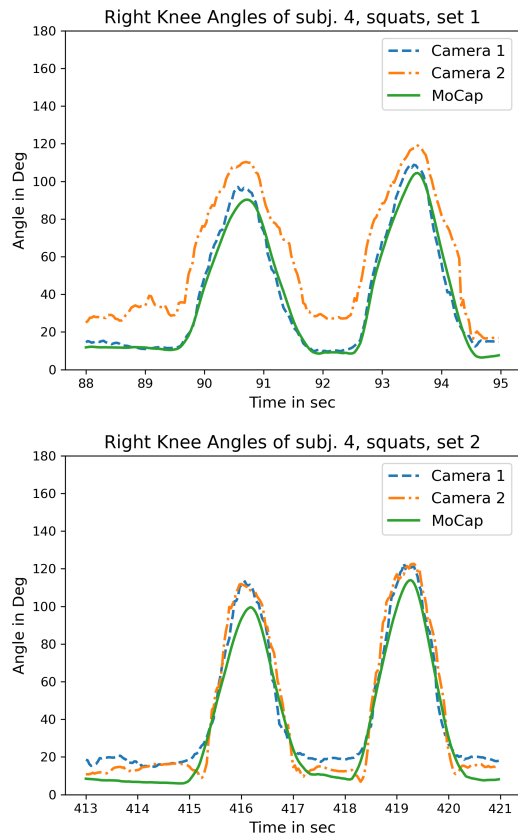 Right Knee Angles of subj. 4, squats, set 1
180
160
140
120
100
80
60
40
20
0
Angle in Deg
Camera 1
Camera 2
MoCap
88 89 90 91 92 93 94 95
Time in sec
Right Knee Angles of subj. 4, squats, set 2
180
160
140
120
100
80
60
40
20
0
Angle in Deg
Camera 1
Camera 2
MoCap
413 414 415 416 417 418 419 420 421
Time in sec